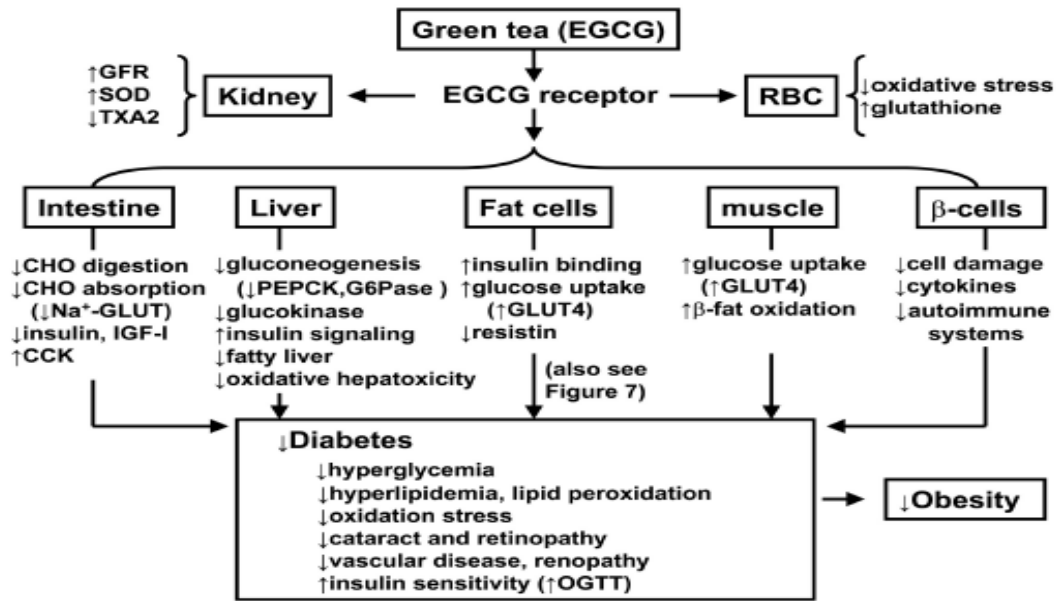 Green tea (EGCG)
↑GFR
↑SOD
↓TXA2
Kidney
EGCG receptor
RBC
↓oxidative stress
↑glutathione
Intestine
↓CHO digestion
↓CHO absorption
(↓Na⁺-GLUT)
↓insulin, IGF-I
↑CCK
Liver
↓gluconeogenesis
(↓PEPCK,G6Pase )
↓glucokinase
↑insulin signaling
↓fatty liver
↓oxidative hepatoxicity
Fat cells
↑insulin binding
↑glucose uptake
(↑GLUT4)
↓resistin
(also see
Figure 7)
muscle
↑glucose uptake
(↑GLUT4)
↑β-fat oxidation
β-cells
↓cell damage
↓cytokines
↓autoimmune
systems
↓Diabetes
↓hyperglycemia
↓hyperlipidemia, lipid peroxidation
↓oxidation stress
↓cataract and retinopathy
↓vascular disease, renopathy
↑insulin sensitivity (↑OGTT)
↓Obesity